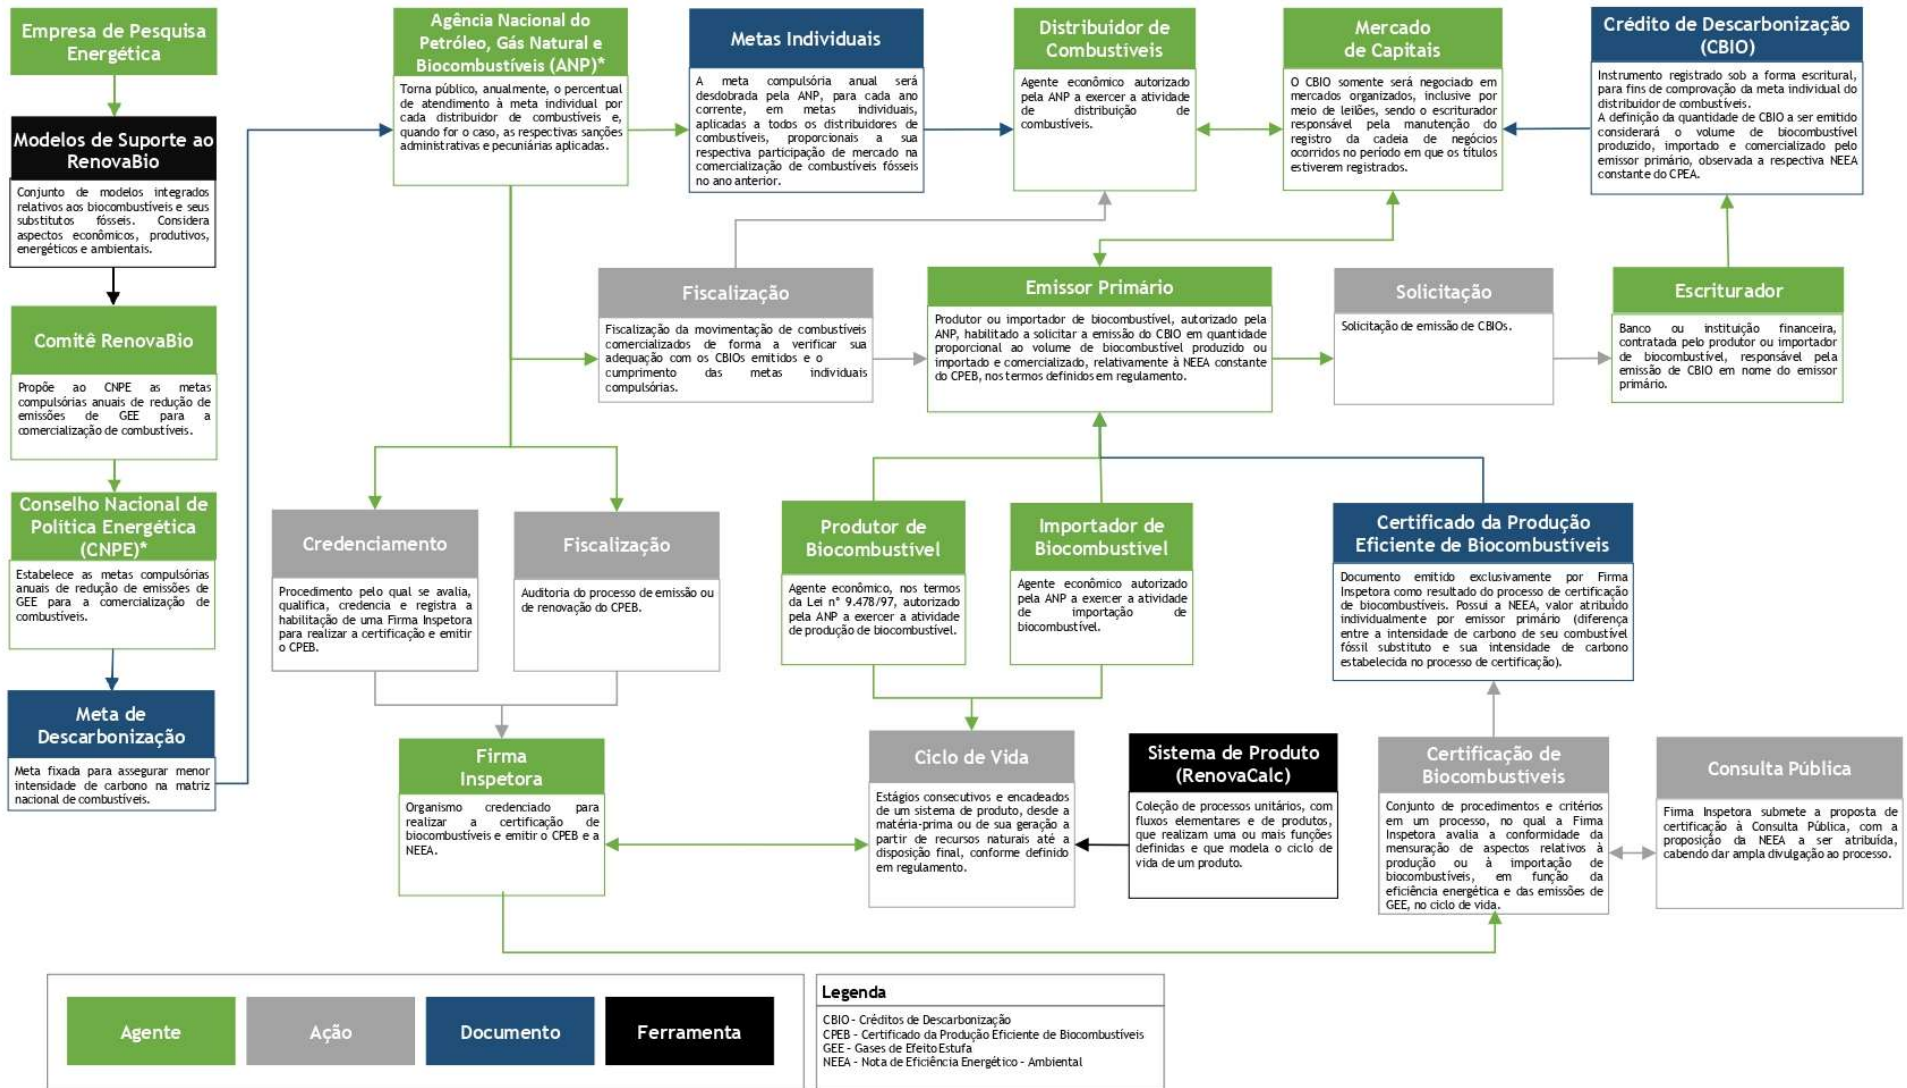 Empresa de Pesquisa
Energética
Modelos de Suporte ao
RenovaBio
Conjunto de modelos integrados
relativos aos biocombustíveis e seus
substitutos fósseis. Considera
aspectos econômicos, produtivos,
energéticos e ambientais.
Comitê RenovaBio
Propõe ao CNPE as metas
compulsórias anuais de redução de
emissões de GEE para a
comercialização de combustíveis.
Conselho Nacional de
Política Energética
(CNPE)*
Estabelece as metas compulsórias
anuais de redução de emissões de
GEE para a comercialização de
combustíveis.
Meta de
Descarbonização
Meta fixada para assegurar menor
intensidade de carbono na matriz
nacional de combustíveis.
Agência Nacional do
Petróleo, Gás Natural e
Biocombustíveis (ANP)*
Torna público, anualmente, o percentual
de atendimento à meta individual por
cada distribuidor de combustíveis e,
quando for o caso, as respectivas sanções
administrativas e pecuniárias aplicadas.
Metas Individuais
A meta compulsória anual será
desdobrada pela ANP, para cada ano
corrente, em metas individuais,
aplicadas a todos os distribuidores de
combustíveis, proporcionais a sua
respectiva participação de mercado na
comercialização de combustíveis fósseis
no ano anterior.
Distribuidor de
Combustíveis
Agente econômico autorizado
pela ANP a exercer a atividade
de distribuição de
combustíveis.
Mercado
de Capitais
O CBIO somente será negociado em
mercados organizados, inclusive por
meio de leilões, sendo o escriturador
responsável pela manutenção do
registro da cadeia de negócios
ocorridos no período em que os títulos
estiverem registrados.
Crédito de Descarbonização
(CBIO)
Instrumento registrado sob a forma escritural,
para fins de comprovação da meta individual do
distribuidor de combustíveis.
A definição da quantidade de CBIO a ser emitido
considerará o volume de biocombustível
produzido, importado e comercializado pelo
emissor primário, observada a respectiva NEEA
constante do CPEA.
Fiscalização
Fiscalização da movimentação de combustíveis
comercializados de forma a verificar sua
adequação com os CBIOs emitidos e o
cumprimento das metas individuais
compulsórias.
Emissor Primário
Produtor ou importador de biocombustível, autorizado pela
ANP, habilitado a solicitar a emissão do CBIO em quantidade
proporcional ao volume de biocombustível produzido ou
importado e comercializado, relativamente à NEEA constante
do CPEB, nos termos definidos em regulamento.
Solicitação
Solicitação de emissão de CBIOs.
Escriturador
Banco ou instituição financeira,
contratada pelo produtor ou importador
de biocombustível, responsável pela
emissão de CBIO em nome do emissor
primário.
Credenciamento
Procedimento pelo qual se avalia,
qualifica, credencia e registra a
habilitação de uma Firma Inspetora
para realizar a certificação e emitir
o CPEB.
Fiscalização
Auditoria do processo de emissão ou
de renovação do CPEB.
Produtor de
Biocombustível
Agente econômico, nos termos
da Lei n° 9.478/97, autorizado
pela ANP a exercer a atividade
de produção de biocombustível.
Importador de
Biocombustível
Agente econômico autorizado
pela ANP a exercer a atividade
de importação de
biocombustível.
Certificado da Produção
Eficiente de Biocombustíveis
Documento emitido exclusivamente por Firma
Inspetora como resultado do processo de certificação
de biocombustíveis. Possui a NEEA, valor atribuído
individualmente por emissor primário (diferença
entre a intensidade de carbono de seu combustível
fóssil substituto e sua intensidade de carbono
estabelecida no processo de certificação).
Firma
Inspetora
Organismo credenciado para
realizar a certificação de
biocombustíveis e emitir o CPEB e a
NEEA.
Ciclo de Vida
Estágios consecutivos e encadeados
de um sistema de produto, desde a
matéria-prima ou de sua geração a
partir de recursos naturais até a
disposição final, conforme definido
em regulamento.
Sistema de Produto
(RenovaCalc)
Coleção de processos unitários, com
fluxos elementares e de produtos,
que realizam uma ou mais funções
definidas e que modela o ciclo de
vida de um produto.
Certificação de
Biocombustíveis
Conjunto de procedimentos e critérios
em um processo, no qual a Firma
Inspetora avalia a conformidade da
mensuração de aspectos relativos à
produção ou à importação de
biocombustíveis, em função da
eficiência energética e das emissões de
GEE, no ciclo de vida.
Consulta Pública
Firma Inspetora submete a proposta de
certificação à Consulta Pública, com a
proposição da NEEA a ser atribuída,
cabendo dar ampla divulgação ao processo.
Agente
Ação
Documento
Ferramenta
Legenda
CBIO – Créditos de Descarbonização
CPEB – Certificado da Produção Eficiente de Biocombustíveis
GEE – Gases de Efeito Estufa
NEEA – Nota de Eficiência Energético – Ambiental